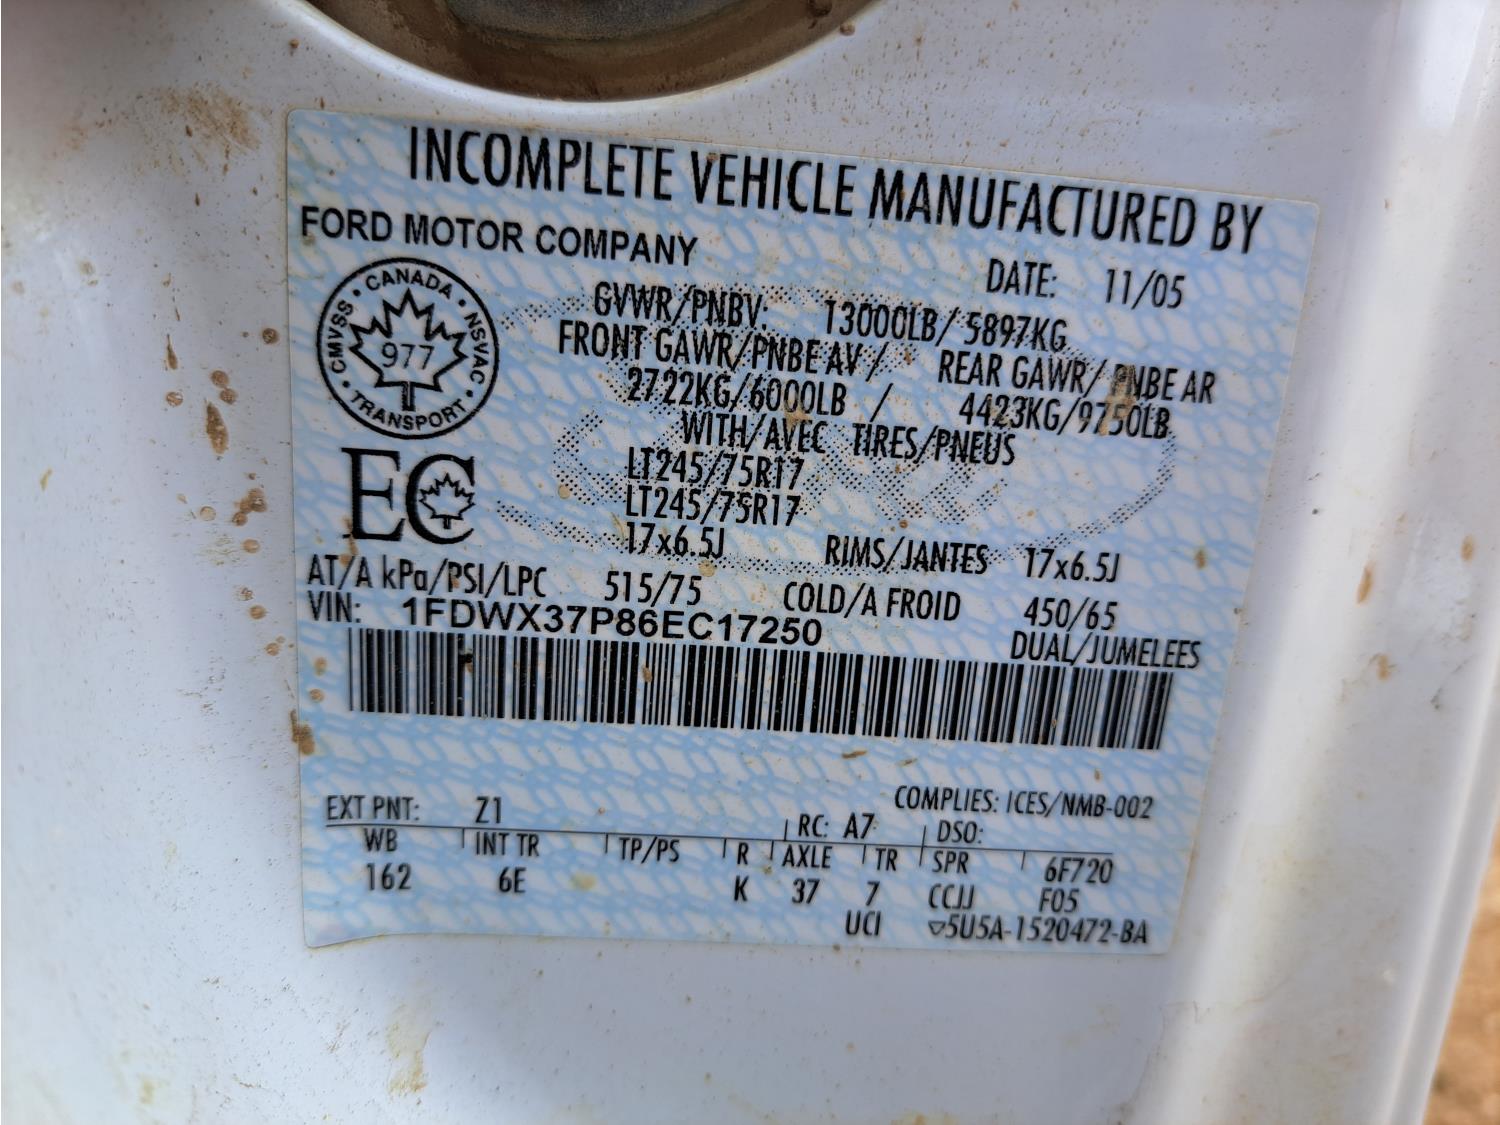 INCOMPLETE VEHICLE MANUFACTURED BY
FORD MOTOR COMPANY
DATE: 11/05
GVWR/PNBV: 13000LB/ 5897KG
FRONT GAWR/PNBE AV / REAR GAWR/ PNBE AR
2722KG/6000LB / 4423KG/9750LB
WITH/AVEC TIRES/PNEUS
LT245/75R17
LT245/75R17
17x6.5J RIMS/JANTES 17x6.5J
AT/A kPa/PSI/LPC 515/75 COLD/A FROID 450/65
DUAL/JUMELEES
CANADA • NSVAC • TRANSPORT • CMVSS •
977
EC
VIN: 1FDWX37P86EC17250
COMPLIES: ICES/NMB-002
EXT PNT: Z1 RC: A7 DSO:
WB INT TR TP/PS R AXLE TR SPR 6F720
162 6E K 37 7 CCJJ F05
UCI ▽5U5A-1520472-BA